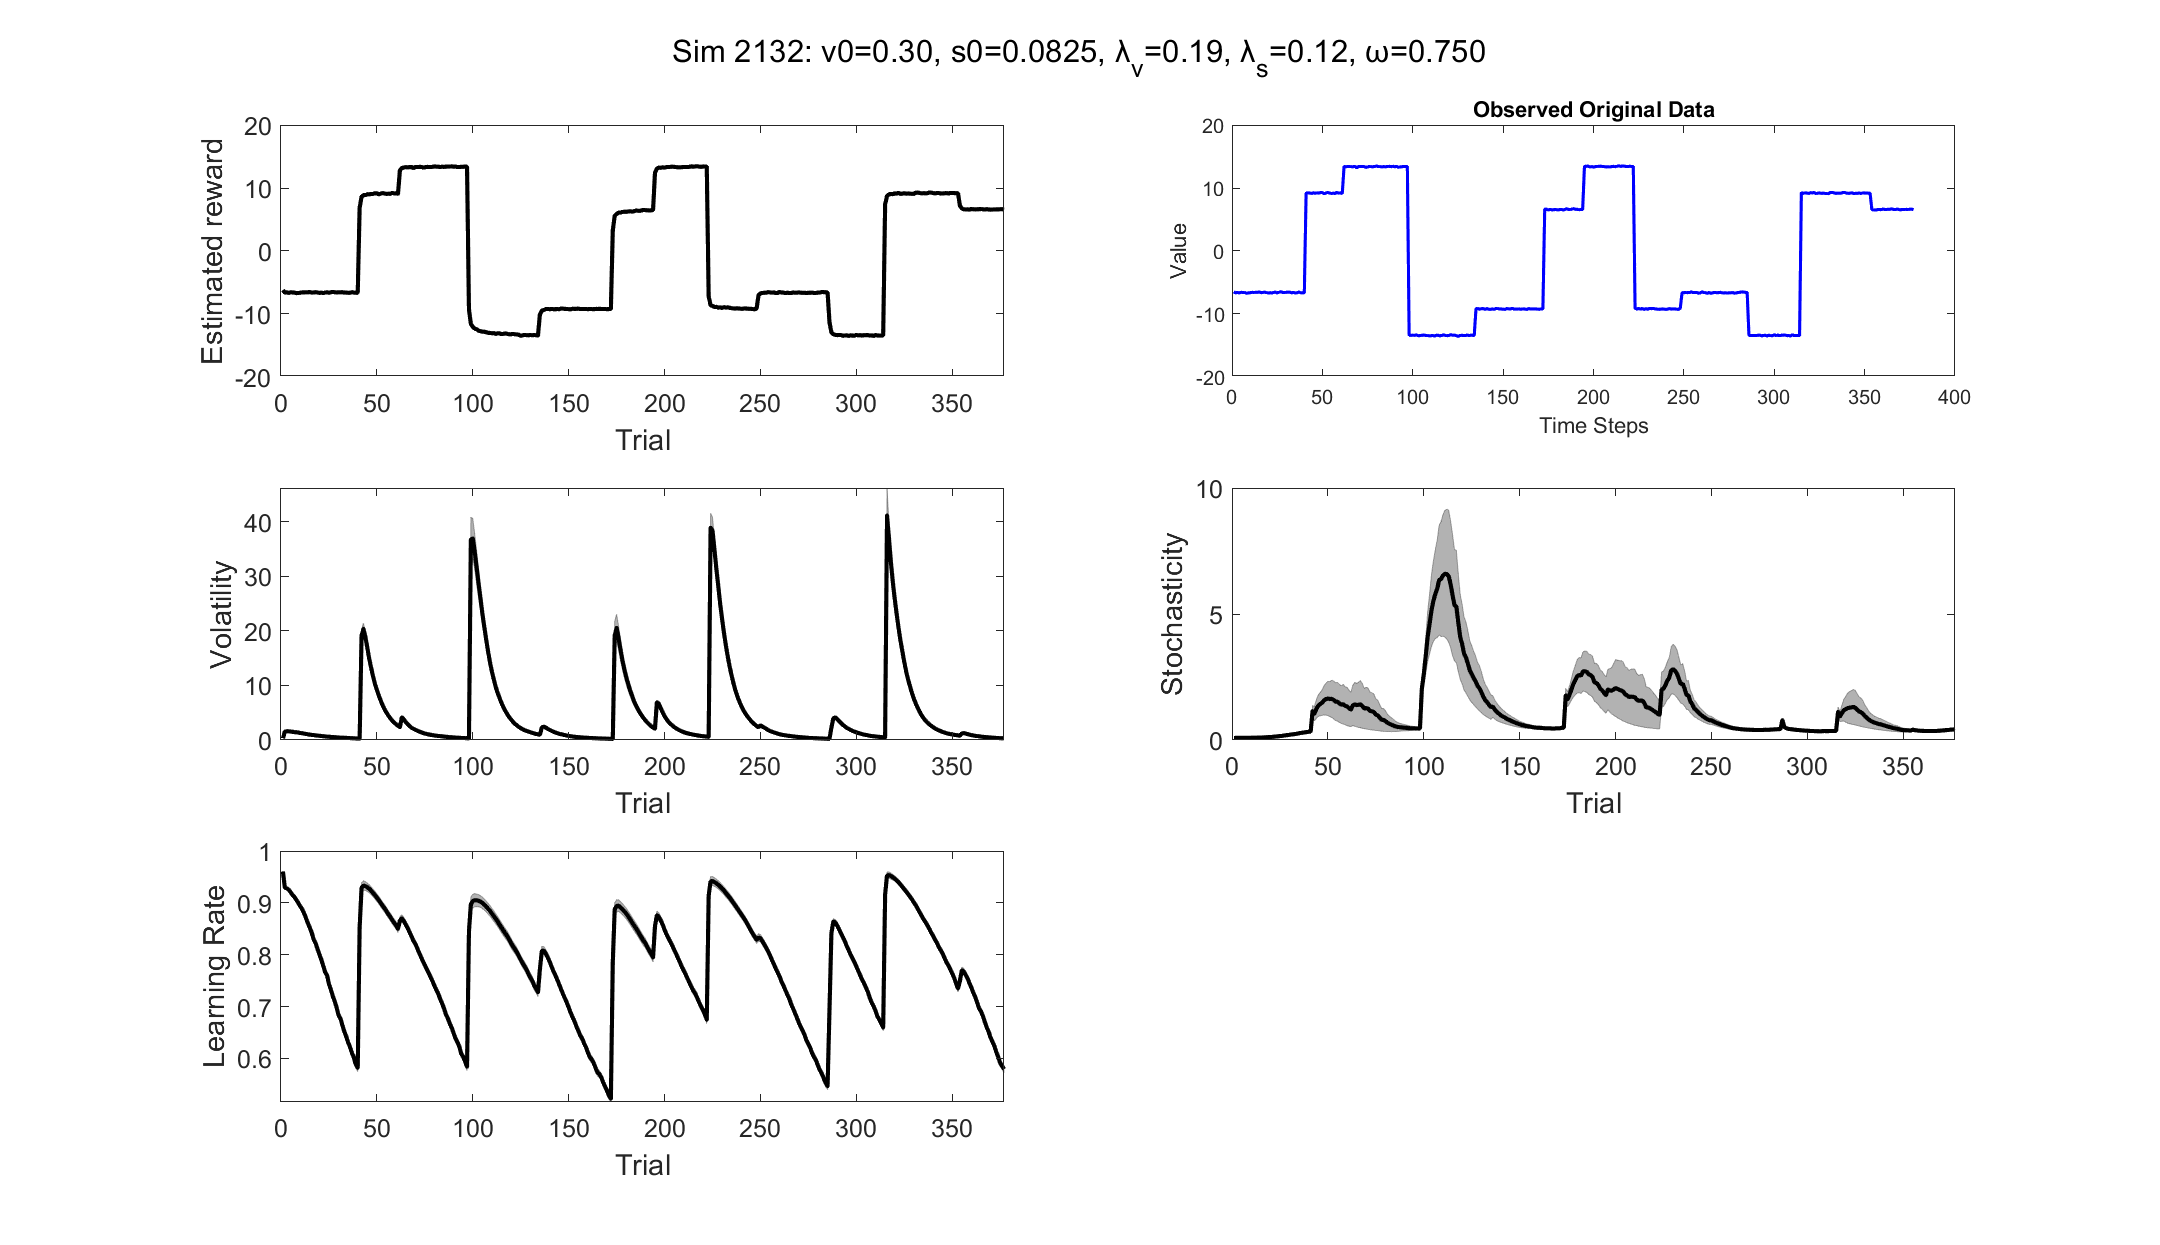 Sim 2132: v0=0.30, s0=0.0825, λ_v=0.19, λ_s=0.12, ω=0.750
Estimated reward
20
10
0
-10
-20
0 50 100 150 200 250 300 350
Trial
Observed Original Data
Value
20
10
0
-10
-20
0 50 100 150 200 250 300 350 400
Time Steps
Volatility
40
30
20
10
0
0 50 100 150 200 250 300 350
Trial
Stochasticity
10
5
0
0 50 100 150 200 250 300 350
Trial
Learning Rate
1
0.9
0.8
0.7
0.6
0 50 100 150 200 250 300 350
Trial